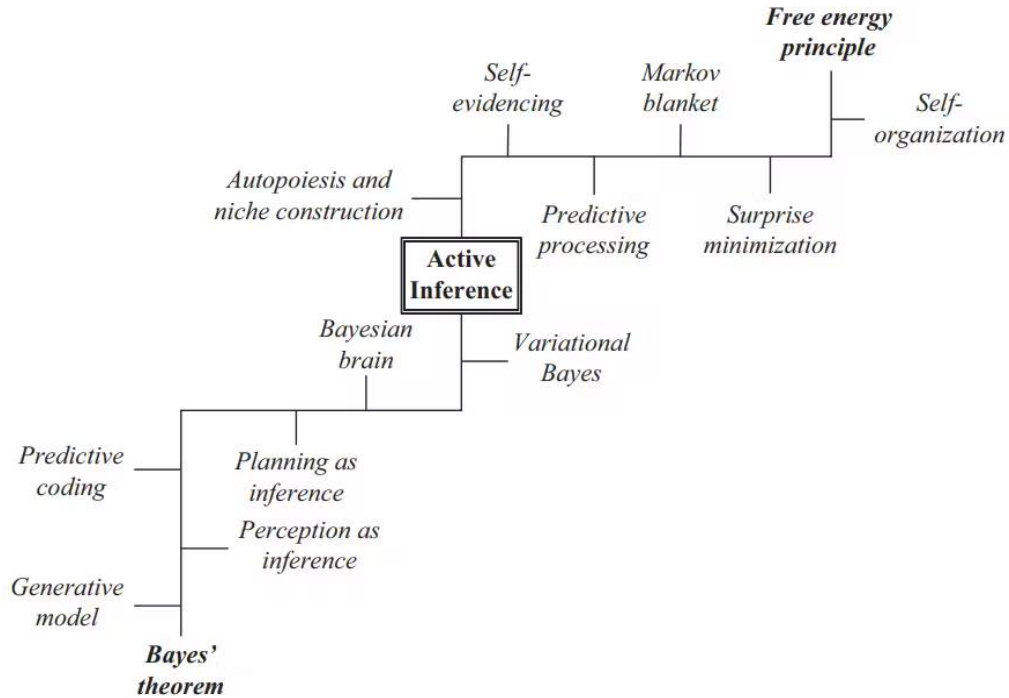 Free energy
principle
Self-
evidencing
Markov
blanket
Self-
organization
Autopoiesis and
niche construction
Predictive
processing
Surprise
minimization
Active
Inference
Bayesian
brain
Variational
Bayes
Predictive
coding
Planning as
inference
Perception as
inference
Generative
model
Bayes’
theorem